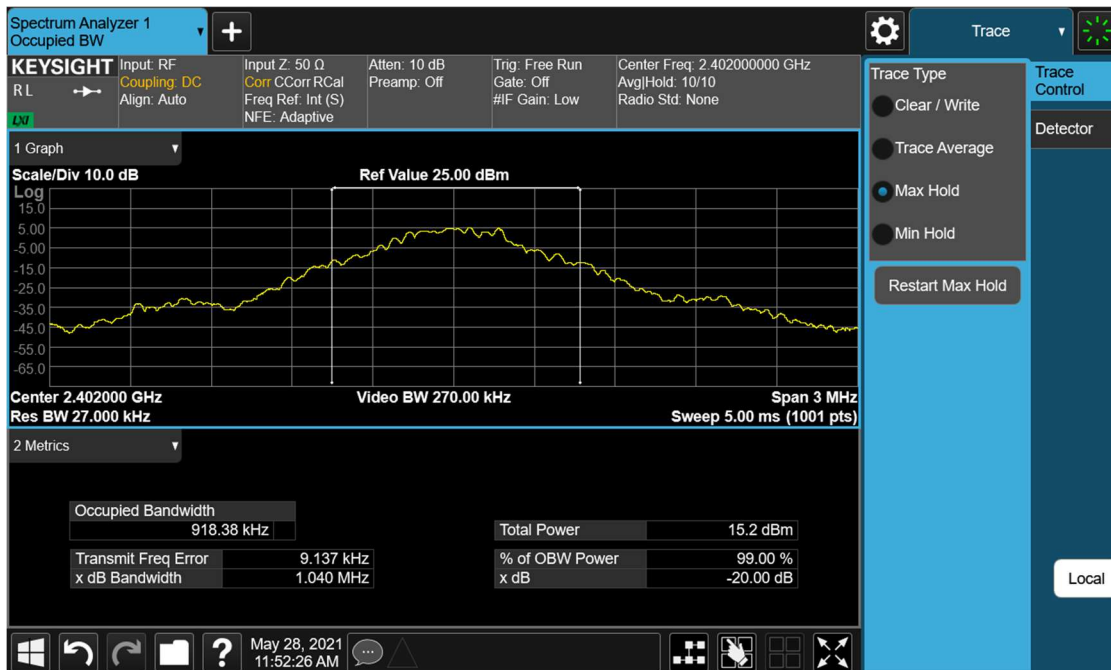 Spectrum Analyzer 1
Occupied BW
+
Trace
KEYSIGHT
R L
LXI
Input: RF
Coupling: DC
Align: Auto
Input Z: 50 Ω
Corr CCorr RCal
Freq Ref: Int (S)
NFE: Adaptive
Atten: 10 dB
Preamp: Off
Trig: Free Run
Gate: Off
#IF Gain: Low
Center Freq: 2.402000000 GHz
Avg|Hold: 10/10
Radio Std: None
Trace Type
Clear / Write
Trace Average
Max Hold
Min Hold
Restart Max Hold
Trace
Control
Detector
Local
1 Graph
Scale/Div 10.0 dB
Ref Value 25.00 dBm
Log
15.0
5.00
-5.00
-15.0
-25.0
-35.0
-45.0
-55.0
-65.0
Center 2.402000 GHz
Video BW 270.00 kHz
Span 3 MHz
Res BW 27.000 kHz
Sweep 5.00 ms (1001 pts)
2 Metrics
Occupied Bandwidth
918.38 kHz
Total Power 15.2 dBm
Transmit Freq Error 9.137 kHz
% of OBW Power 99.00 %
x dB Bandwidth 1.040 MHz
x dB -20.00 dB
?
May 28, 2021
11:52:26 AM